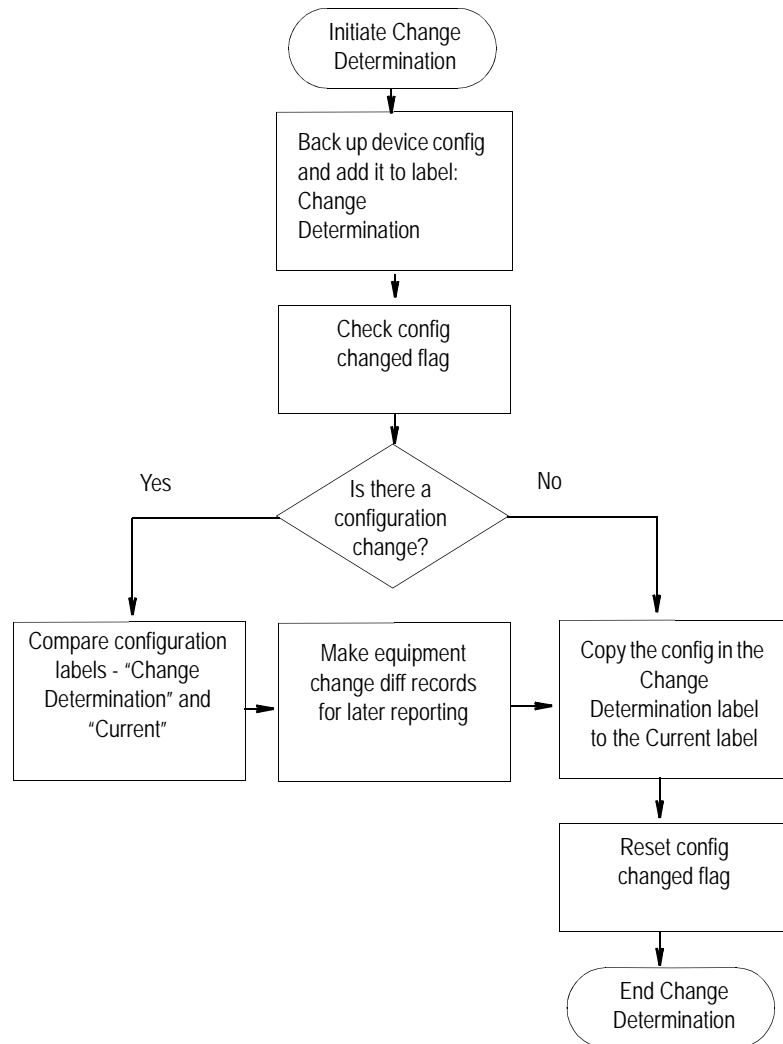 Initiate Change
Determination
Back up device config
and add it to label:
Change
Determination
Check config
changed flag
Yes
No
Is there a
configuration
change?
Compare configuration
labels - “Change
Determination” and
“Current”
Make equipment
change diff records
for later reporting
Copy the config in the
Change
Determination label
to the Current label
Reset config
changed flag
End Change
Determination